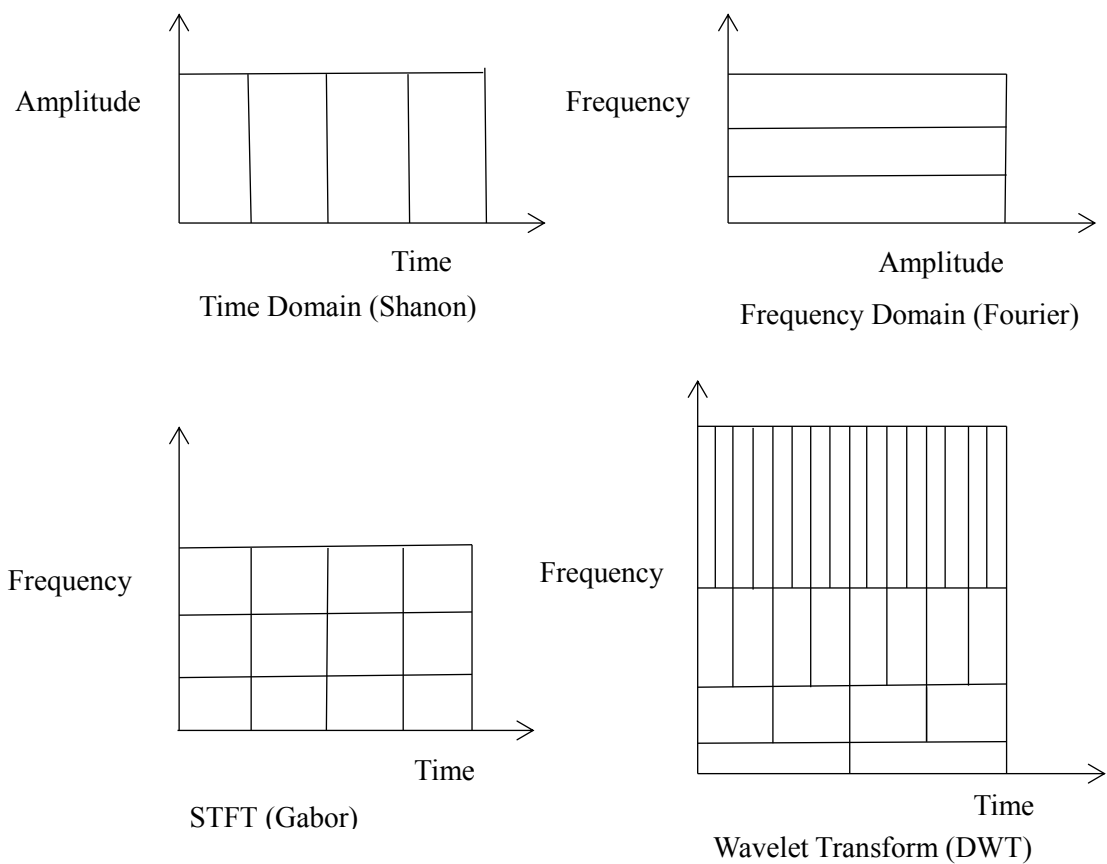 Amplitude
Time
Time Domain (Shanon)
Frequency
Amplitude
Frequency Domain (Fourier)
Frequency
Time
STFT (Gabor)
Frequency
Time
Wavelet Transform (DWT)